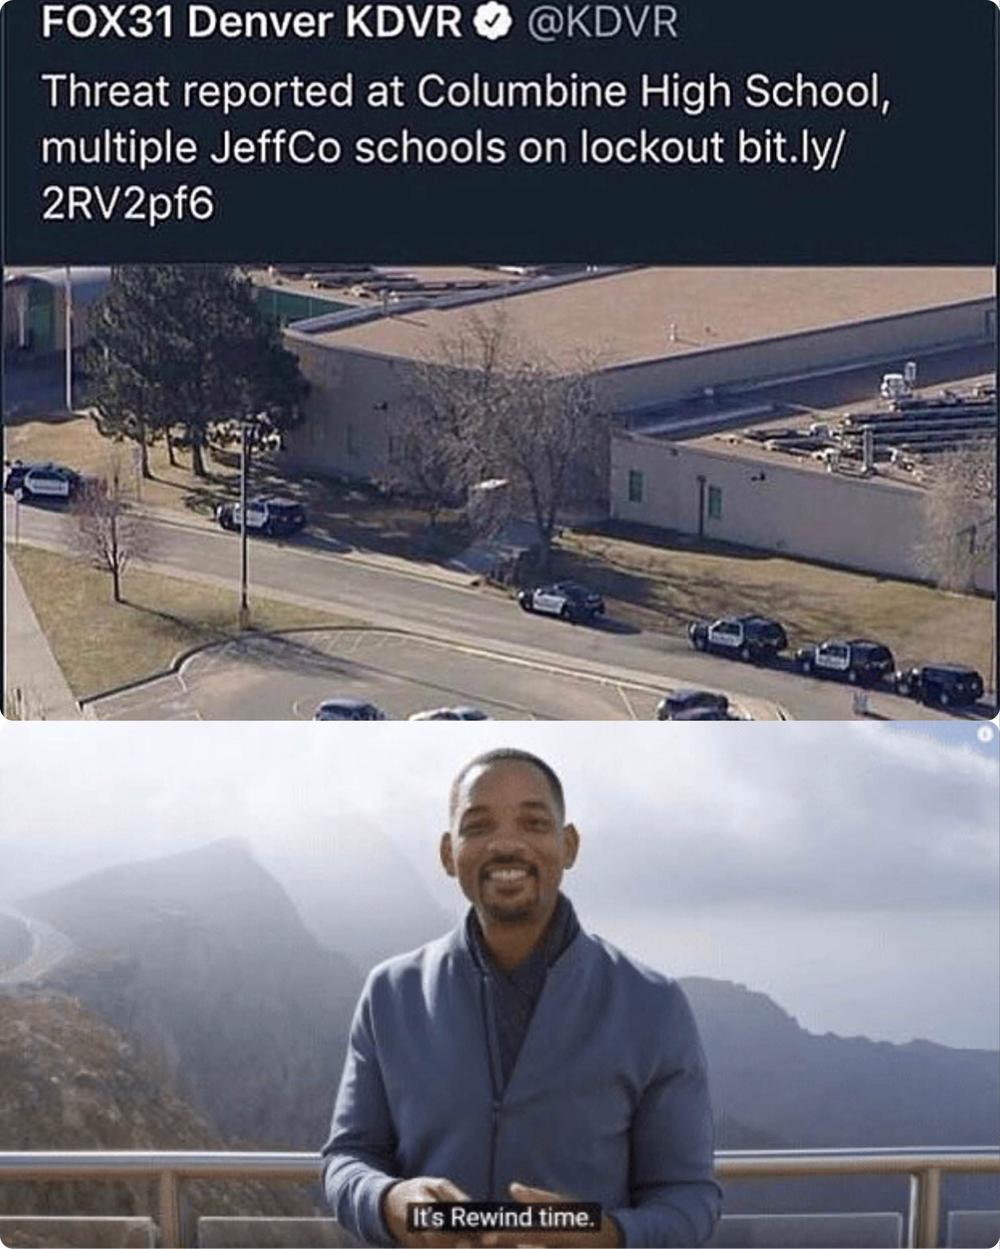 FOX31 Denver KDVR @KDVR
Threat reported at Columbine High School,
multiple JeffCo schools on lockout bit.ly/
2RV2pf6
It's Rewind time.